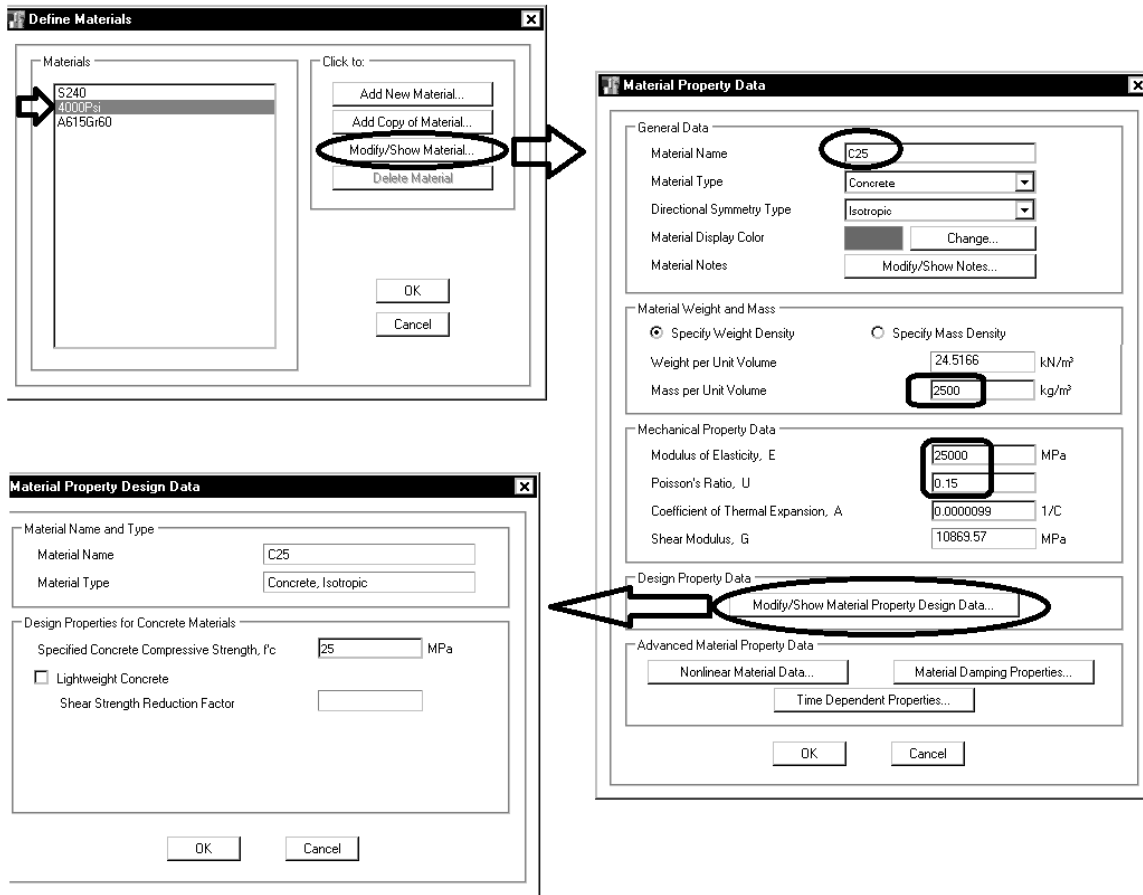 Define Materials
Materials
S240
4000Psi
A615Gr60
Click to:
Add New Material...
Add Copy of Material...
Modify/Show Material...
Delete Material
OK
Cancel
Material Property Data
General Data
Material Name C25
Material Type Concrete
Directional Symmetry Type Isotropic
Material Display Color Change...
Material Notes Modify/Show Notes...
Material Weight and Mass
Specify Weight Density Specify Mass Density
Weight per Unit Volume 24.5166 kN/m³
Mass per Unit Volume 2500 kg/m³
Mechanical Property Data
Modulus of Elasticity, E 25000 MPa
Poisson's Ratio, U 0.15
Coefficient of Thermal Expansion, A 0.0000099 1/C
Shear Modulus, G 10869.57 MPa
Design Property Data
Modify/Show Material Property Design Data...
Advanced Material Property Data
Nonlinear Material Data... Material Damping Properties...
Time Dependent Properties...
OK Cancel
Material Property Design Data
Material Name and Type
Material Name C25
Material Type Concrete, Isotropic
Design Properties for Concrete Materials
Specified Concrete Compressive Strength, f'c 25 MPa
Lightweight Concrete
Shear Strength Reduction Factor
OK Cancel